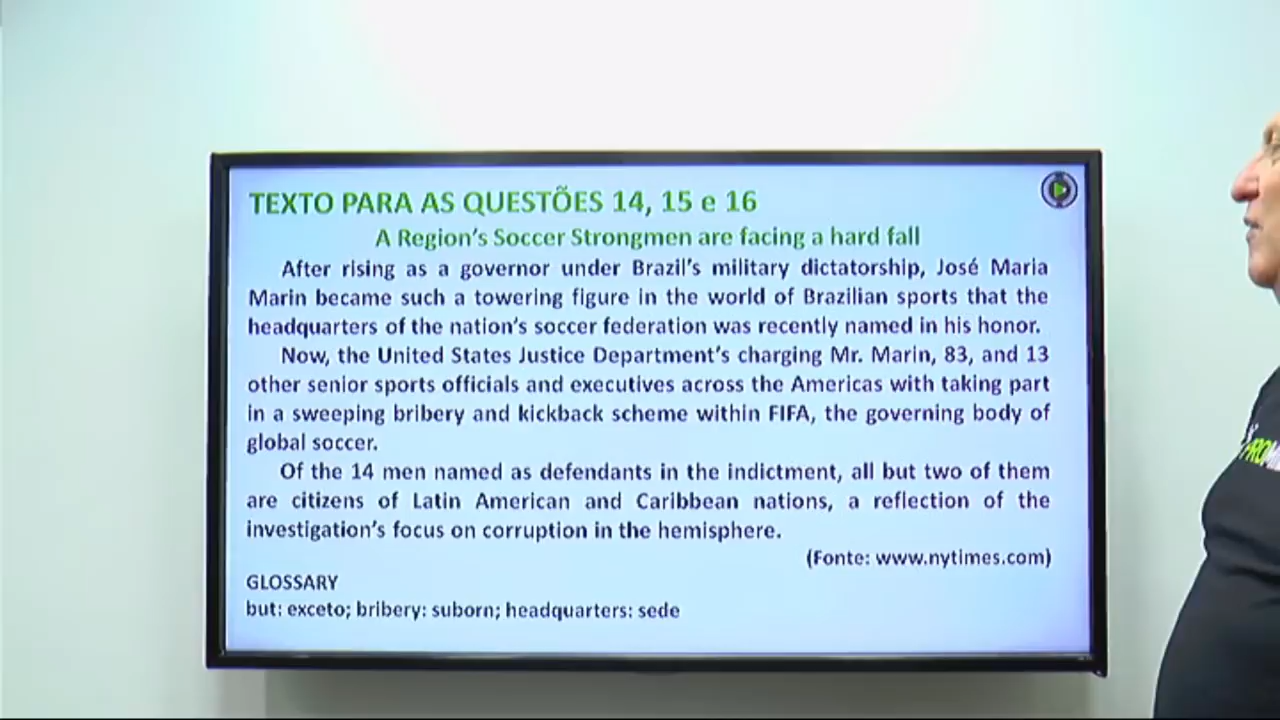 TEXTO PARA AS QUESTÕES 14, 15 e 16
A Region's Soccer Strongmen are facing a hard fall
After rising as a governor under Brazil's military dictatorship, José Maria
Marin became such a towering figure in the world of Brazilian sports that the
headquarters of the nation's soccer federation was recently named in his honor.
Now, the United States Justice Department's charging Mr. Marin, 83, and 13
other senior sports officials and executives across the Americas with taking part
in a sweeping bribery and kickback scheme within FIFA, the governing body of
global soccer.
Of the 14 men named as defendants in the indictment, all but two of them
are citizens of Latin American and Caribbean nations, a reflection of the
investigation's focus on corruption in the hemisphere.
(Fonte: www.nytimes.com)
GLOSSARY
but: exceto; bribery: suborn; headquarters: sede